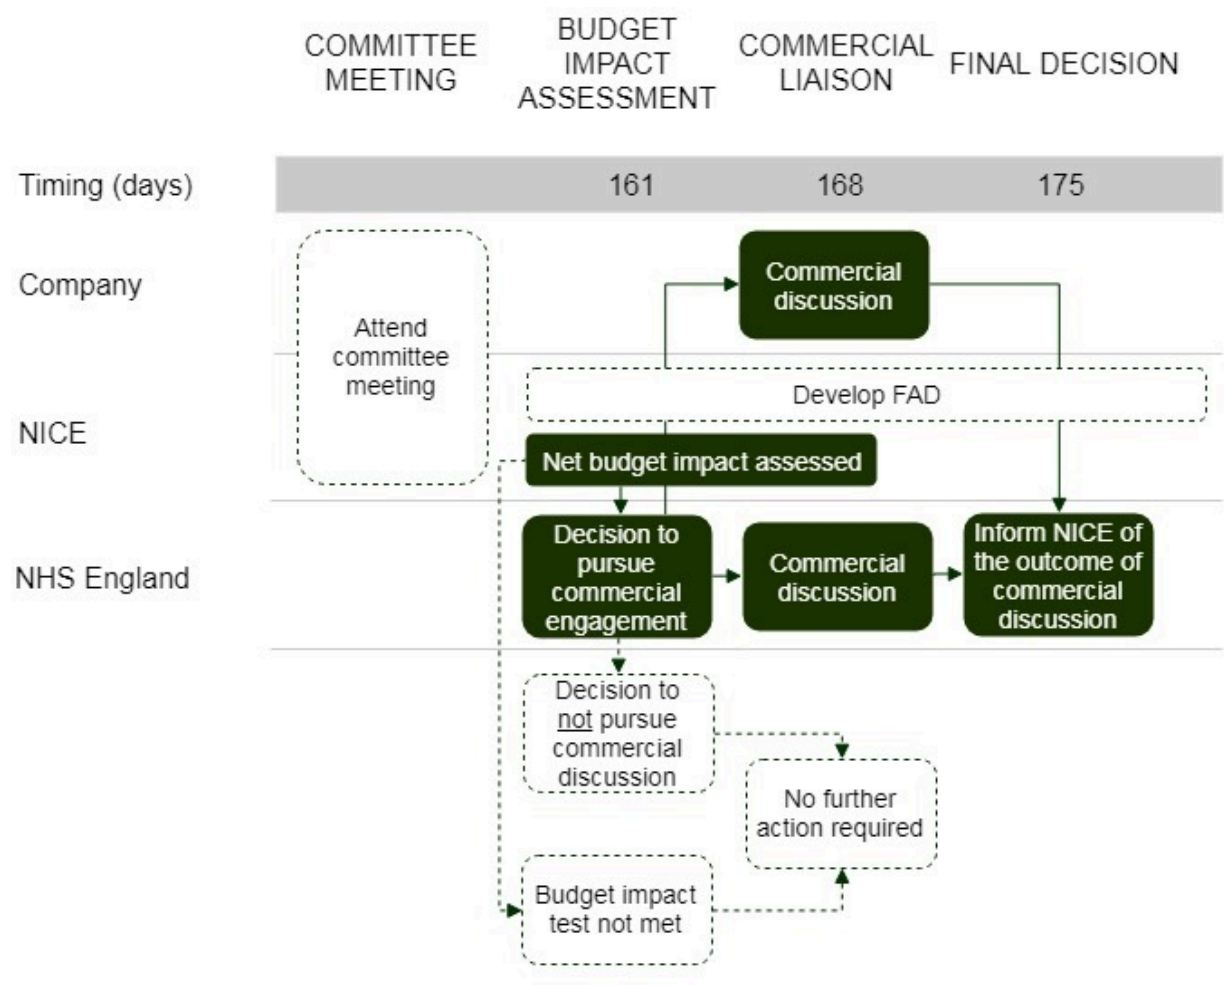 COMMITTEE
MEETING
BUDGET
IMPACT
ASSESSMENT
COMMERCIAL
LIAISON
FINAL DECISION
Timing (days)
161
168
175
Company
Attend
committee
meeting
Commercial
discussion
NICE
Develop FAD
Net budget impact assessed
NHS England
Decision to
pursue
commercial
engagement
Commercial
discussion
Inform NICE of
the outcome of
commercial
discussion
Decision to
not pursue
commercial
discussion
No further
action required
Budget impact
test not met